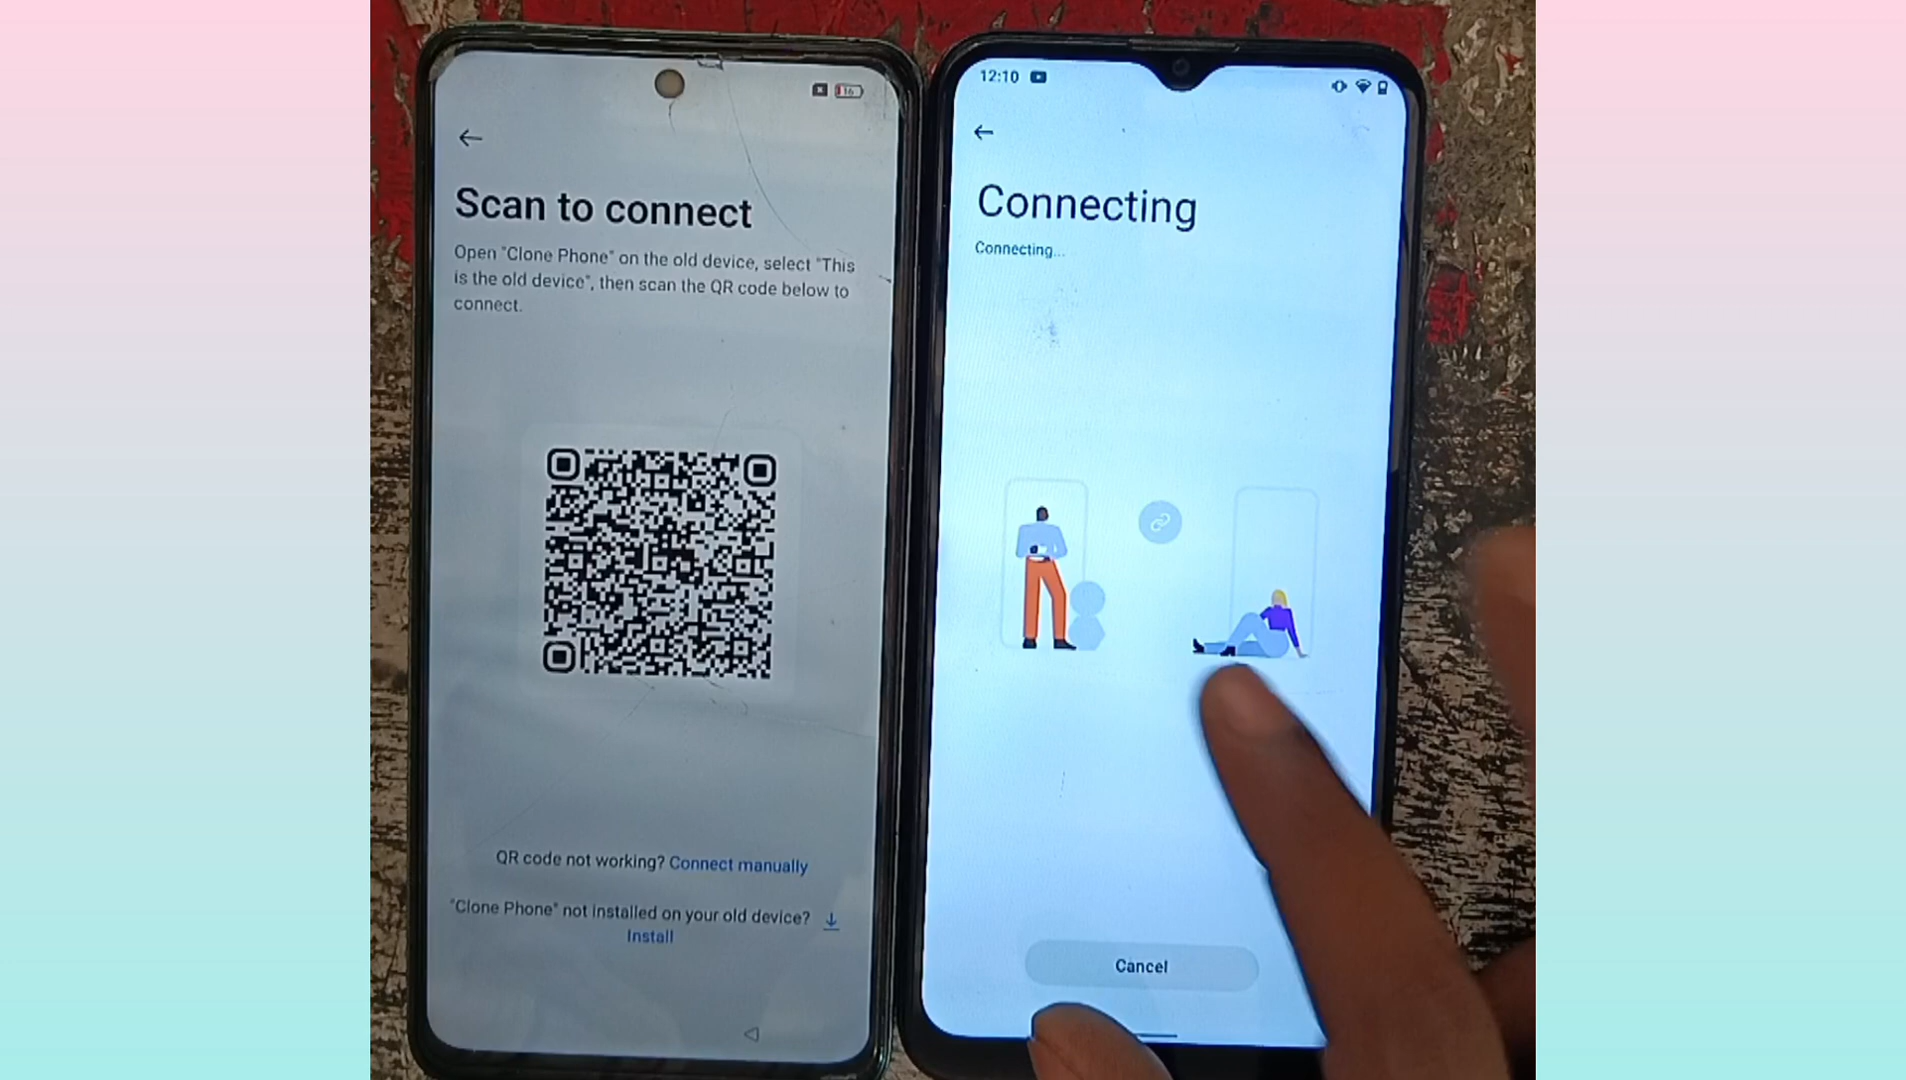 16
Scan to connect
Open "Clone Phone" on the old device, select "This
is the old device", then scan the QR code below to
connect.
QR code not working? Connect manually
"Clone Phone" not installed on your old device?
Install
12:10
Connecting
Connecting...
Cancel